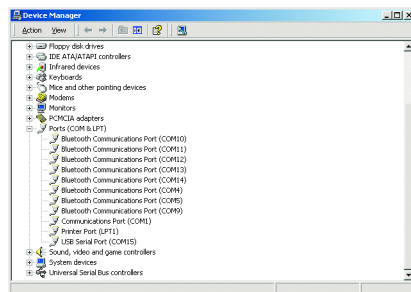 Device Manager
Action View
Floppy disk drives
IDE ATA/ATAPI controllers
Infrared devices
Keyboards
Mice and other pointing devices
Modems
Monitors
PCMCIA adapters
Ports (COM & LPT)
Bluetooth Communications Port (COM10)
Bluetooth Communications Port (COM11)
Bluetooth Communications Port (COM12)
Bluetooth Communications Port (COM13)
Bluetooth Communications Port (COM14)
Bluetooth Communications Port (COM4)
Bluetooth Communications Port (COM5)
Bluetooth Communications Port (COM9)
Communications Port (COM1)
Printer Port (LPT1)
USB Serial Port (COM15)
Sound, video and game controllers
System devices
Universal Serial Bus controllers